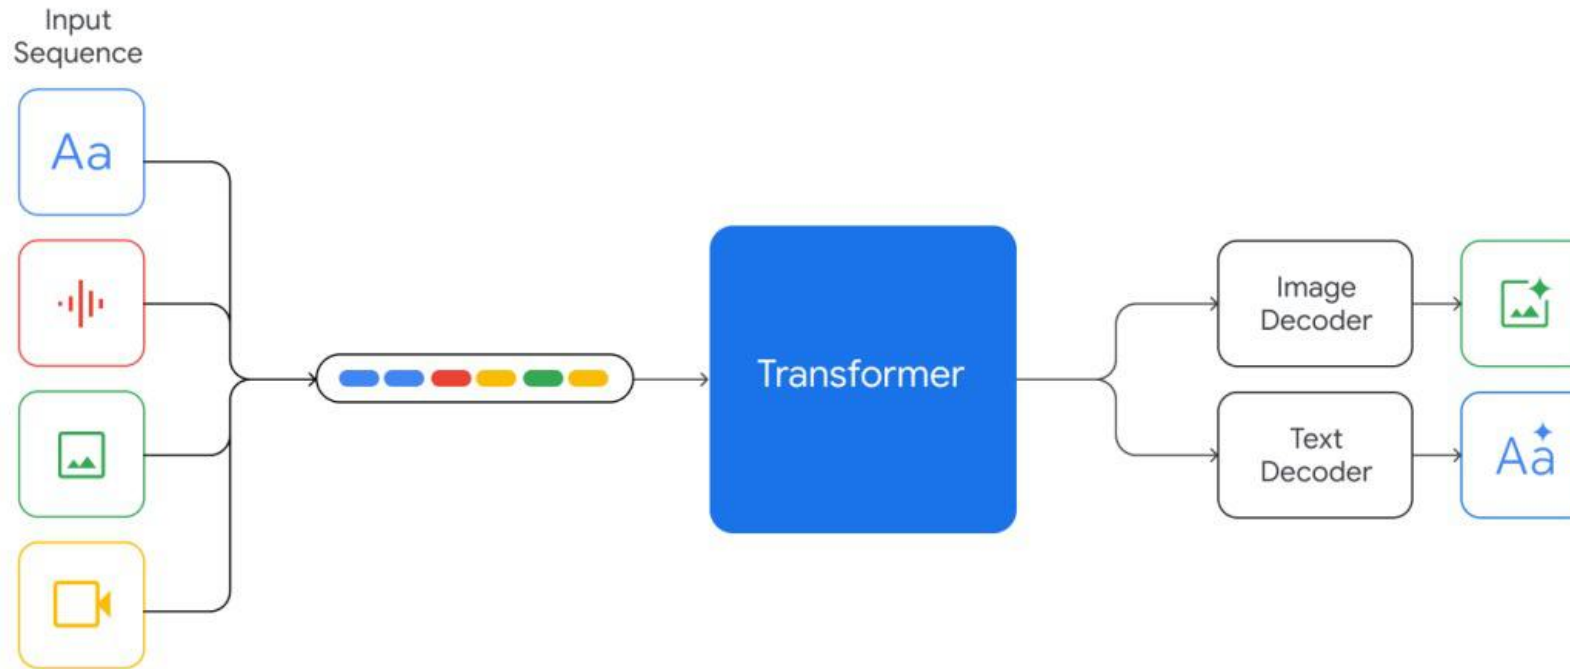 Input
Sequence
Aa
Transformer
Image
Decoder
Text
Decoder
Aa